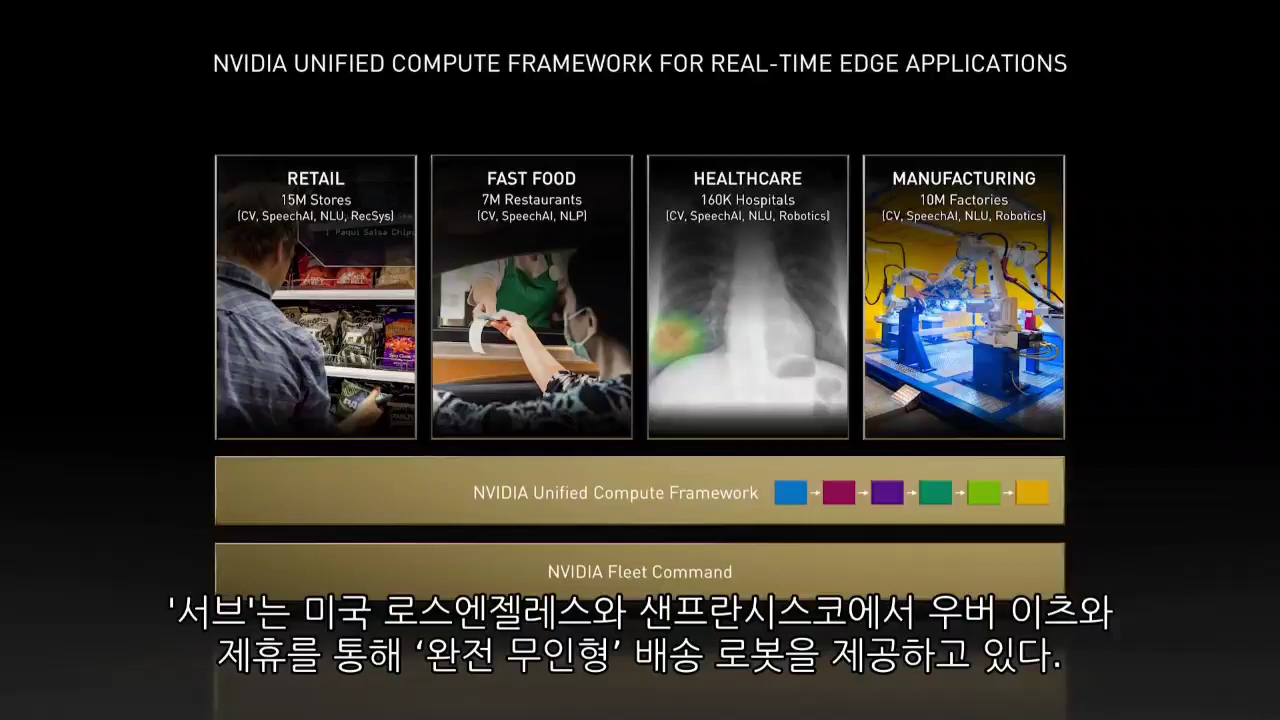 NVIDIA UNIFIED COMPUTE FRAMEWORK FOR REAL-TIME EDGE APPLICATIONS
RETAIL
15M Stores
(CV, SpeechAI, NLU, RecSys)
Paqui Salsa Chips
FAST FOOD
7M Restaurants
(CV, SpeechAI, NLP)
HEALTHCARE
160K Hospitals
(CV, SpeechAI, NLU, Robotics)
MANUFACTURING
10M Factories
(CV, SpeechAI, NLU, Robotics)
NVIDIA Unified Compute Framework
NVIDIA Fleet Command
'서브'는 미국 로스엔젤레스와 샌프란시스코에서 우버 이츠와
제휴를 통해 ‘완전 무인형’ 배송 로봇을 제공하고 있다.